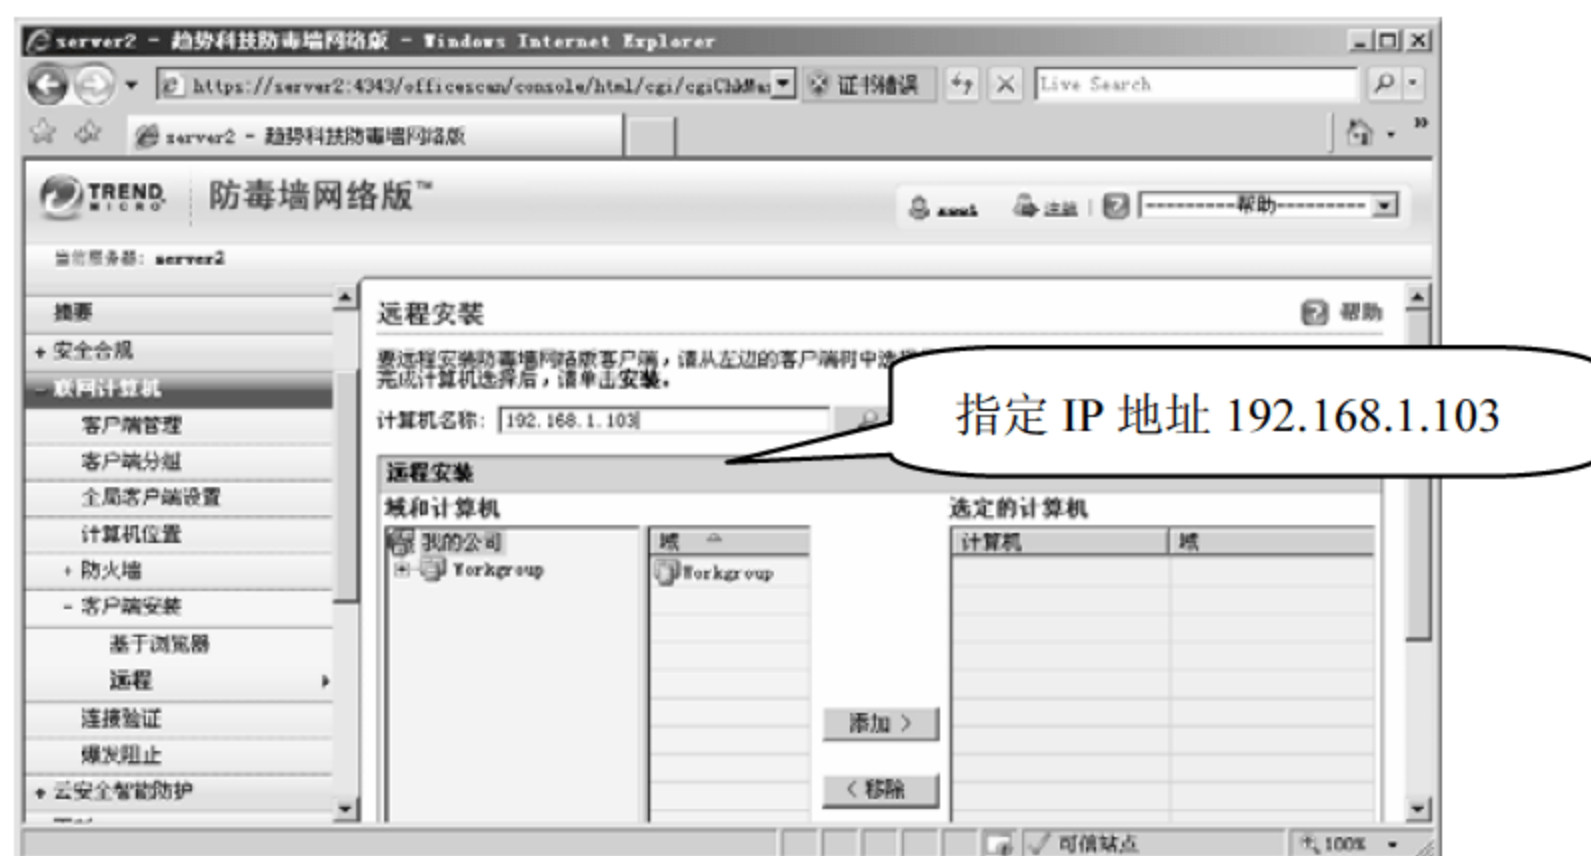 server2 - 趋势科技防毒墙网络版 - Windows Internet Explorer
https://server2:4343/officescan/console/html/cgi/cgiChkMas
证书错误
Live Search
server2 - 趋势科技防毒墙网络版
TREND MICRO
防毒墙网络版™
root
注销
---------帮助---------
当前服务器: server2
摘要
+ 安全合规
- 联网计算机
客户端管理
客户端分组
全局客户端设置
计算机位置
+ 防火墙
- 客户端安装
基于浏览器
远程
连接验证
爆发阻止
+ 云安全智能防护
远程安装
帮助
要远程安装防毒墙网络版客户端，请从左边的客户端树中选择
完成计算机选择后，请单击安装。
计算机名称: 192.168.1.103
指定 IP 地址 192.168.1.103
远程安装
域和计算机
选定的计算机
我的公司
Workgroup
域
Workgroup
计算机
域
添加 >
< 移除
可信站点
100%